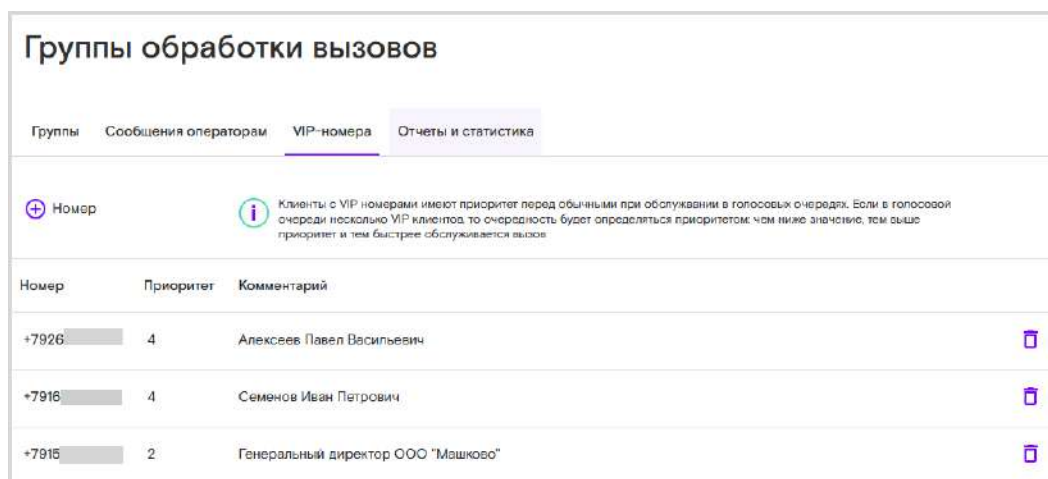 Группы обработки вызовов
Группы Сообщения операторам VIP-номера Отчеты и статистика
Номер
Клиенты с VIP номерами имеют приоритет перед обычными при обслуживании в голосовых очередях. Если в голосовой
очереди несколько VIP клиентов, то очередность будет определяться приоритетом: чем ниже значение, тем выше
приоритет и тем быстрее обслуживается вызов
Номер Приоритет Комментарий
+7926 4 Алексеев Павел Васильевич
+7916 4 Семенов Иван Петрович
+7915 2 Генеральный директор ООО "Машково"